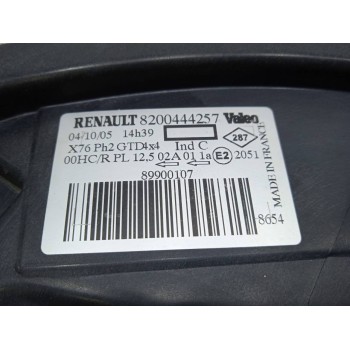 RENAULT 8200444257 Valeo
04/10/05 14h39 287
X76 Ph2 GTD4x4 Ind C
00HC/R PL 12,5 02A 01 1a E2 2051
89900107
8654
MADE IN FRANCE